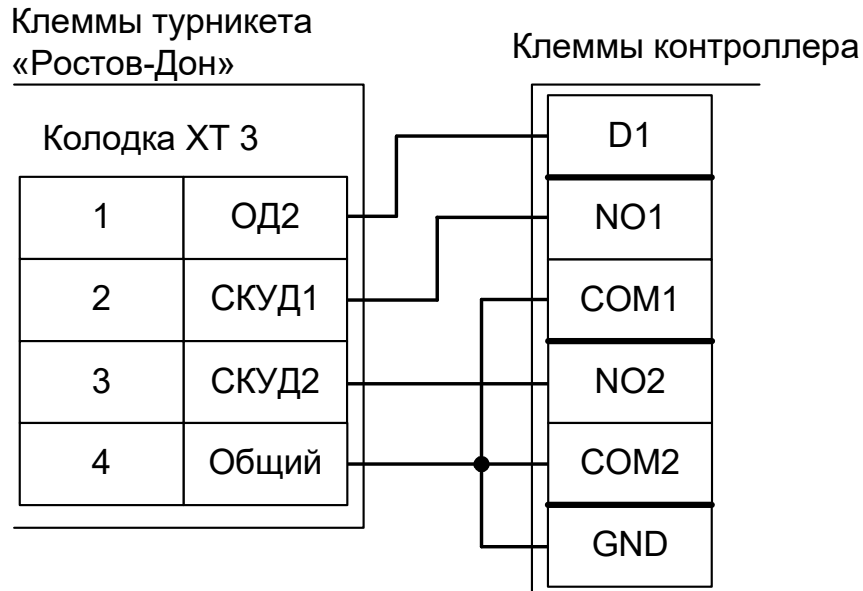 Клеммы турникета
«Ростов-Дон»
Клеммы контроллера
Колодка XT 3
1 ОД2
2 СКУД1
3 СКУД2
4 Общий
D1
NO1
COM1
NO2
COM2
GND